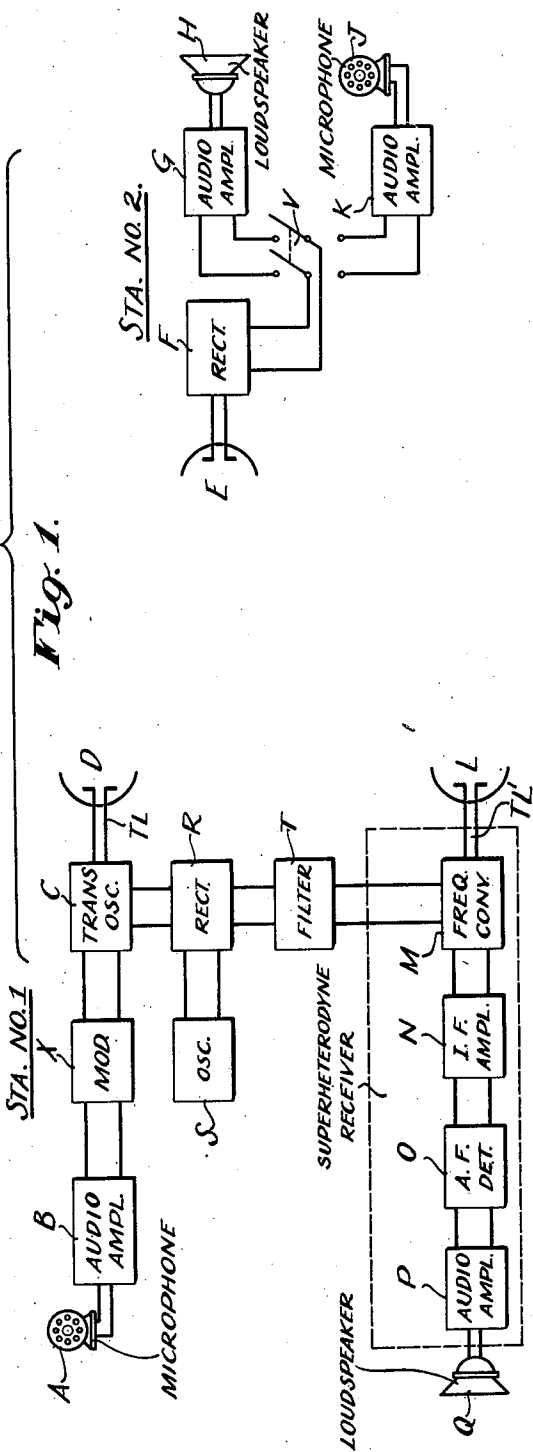 Fig. 1.
STA. NO. 1
A
MICROPHONE
B
AUDIO
AMPL.
X
MOD.
C
TRANS
OSC.
TL
D
S
OSC.
R
RECT.
T
FILTER
SUPERHETERODYNE
RECEIVER
LOUDSPEAKER
Q
P
AUDIO
AMPL.
O
A.F.
DET.
N
I.F.
AMPL.
M
FREQ.
CONV.
TL'
L
STA. NO. 2.
E
F
RECT.
V
G
AUDIO
AMPL.
H
LOUDSPEAKER
K
AUDIO
AMPL.
MICROPHONE
J